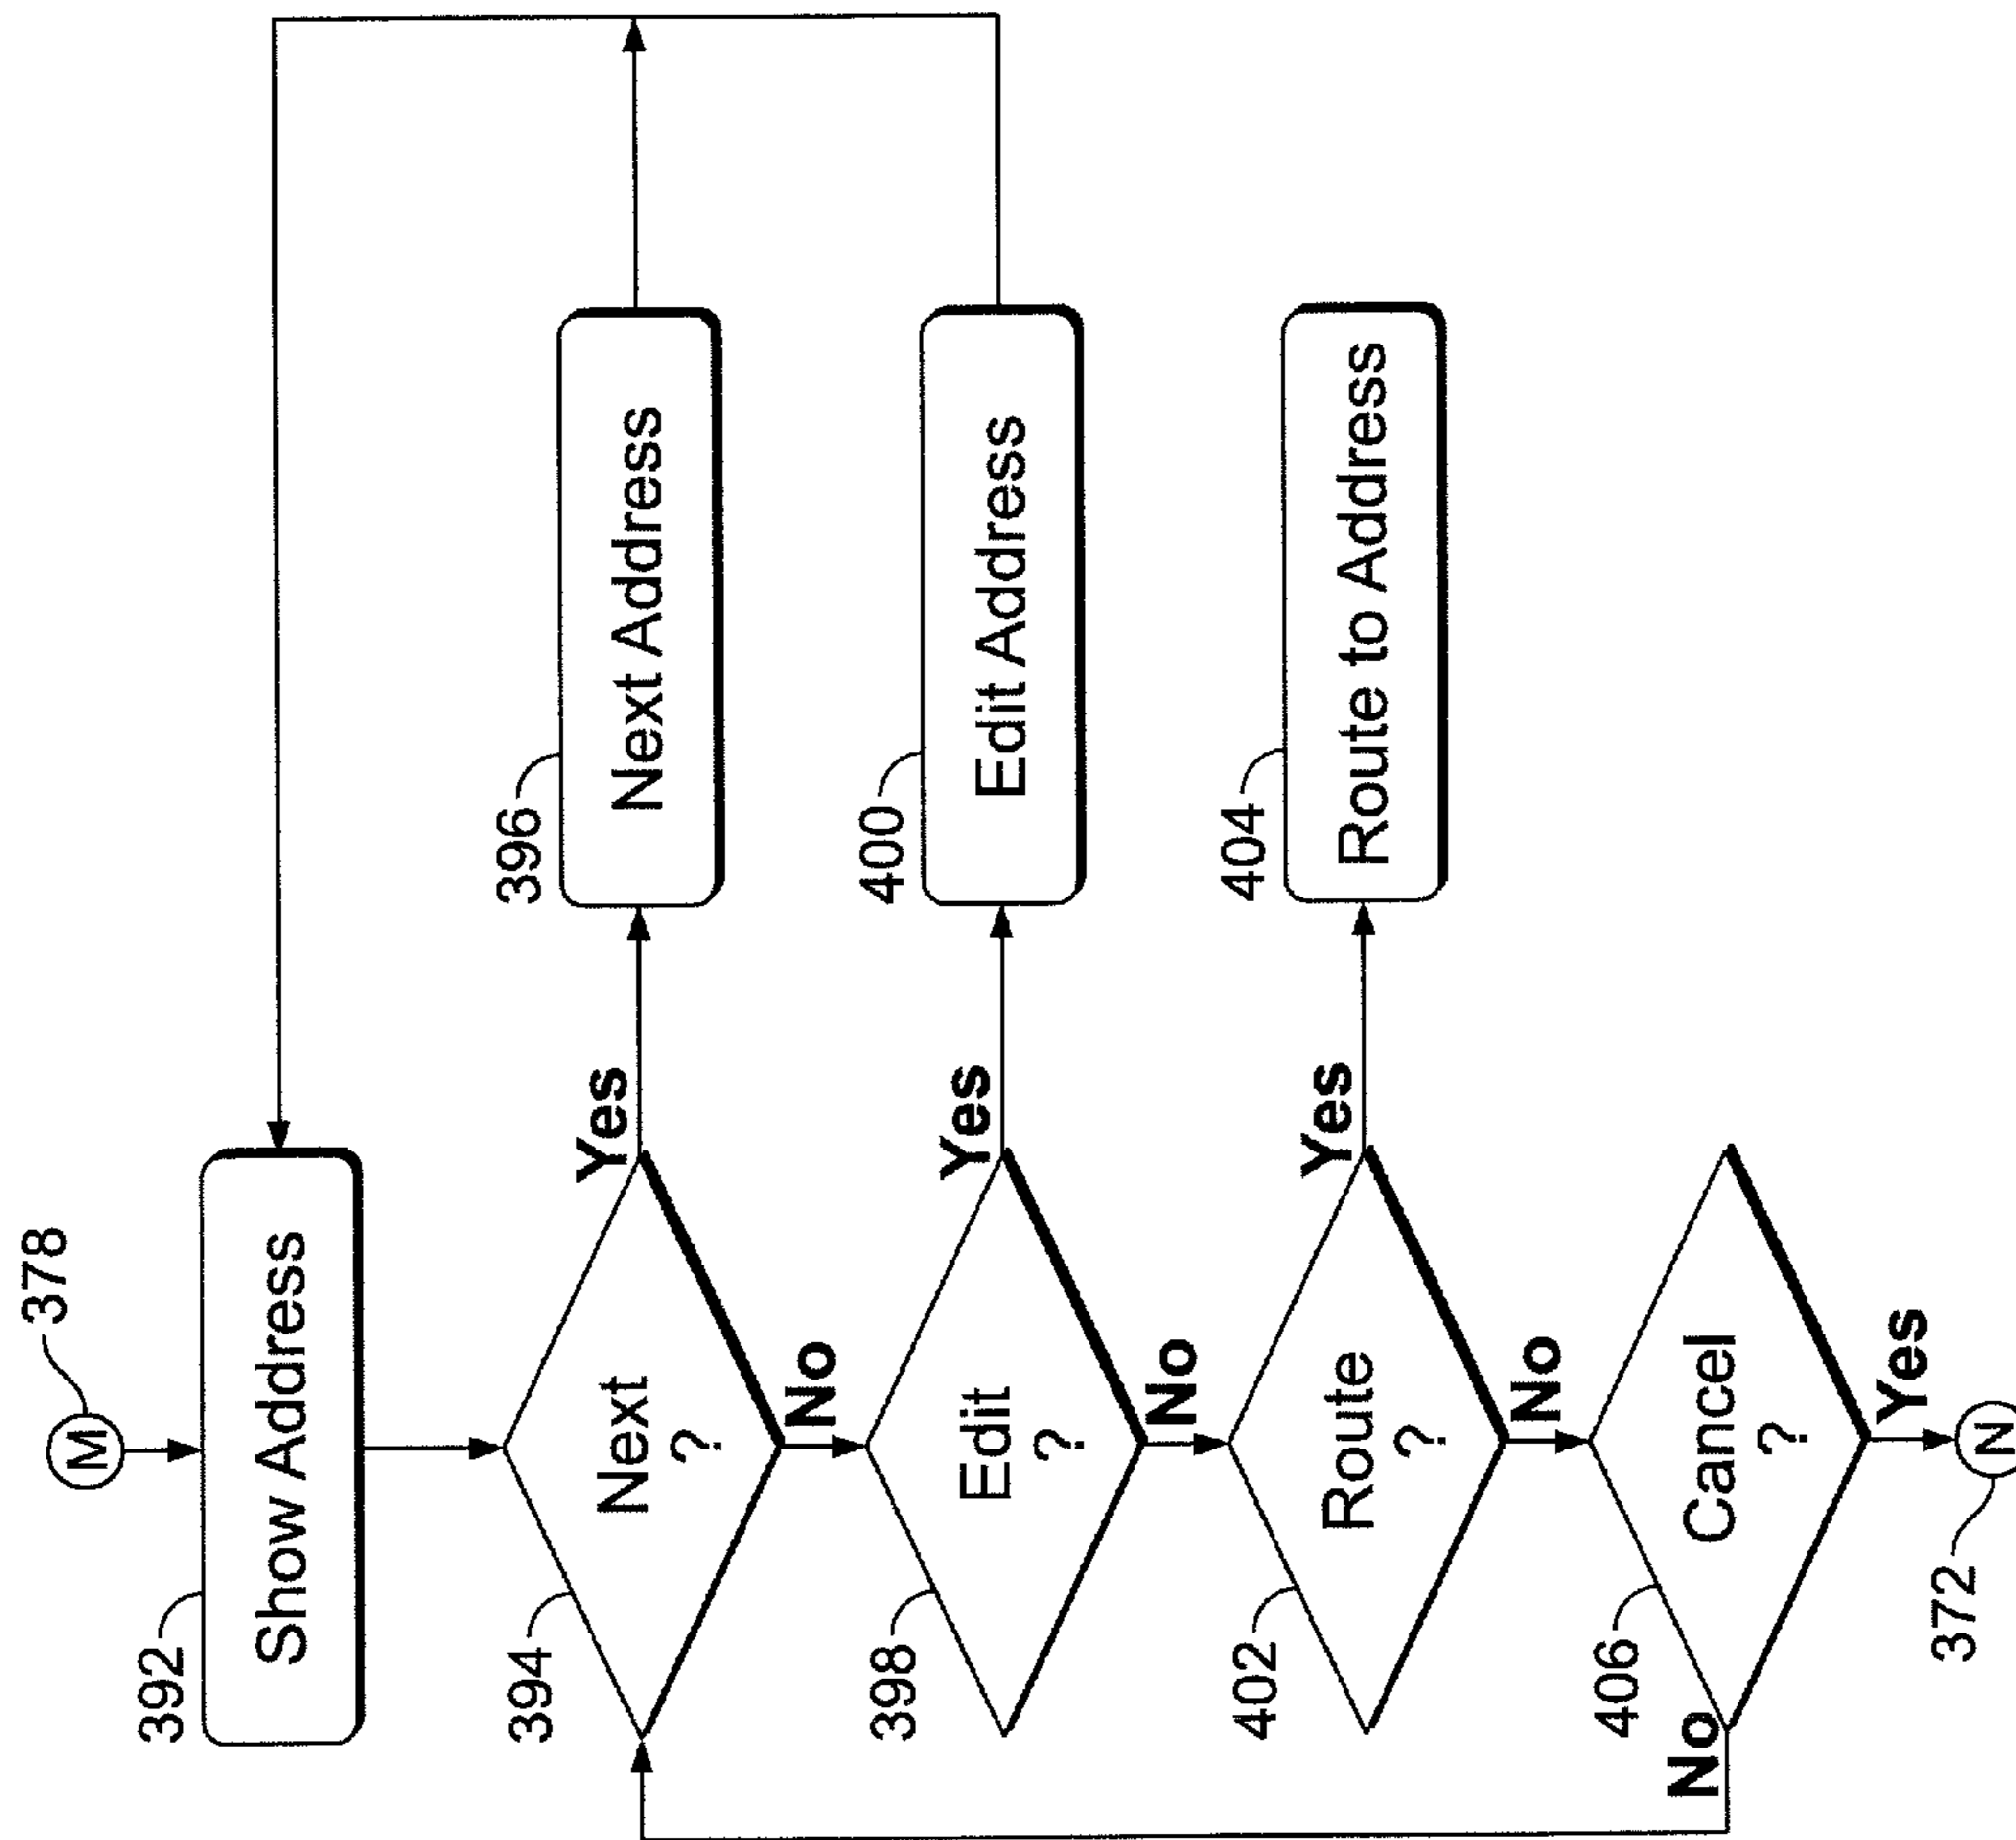 M
378
392
Show Address
394
Next
?
Yes
396
Next Address
No
398
Edit
?
Yes
400
Edit Address
No
402
Route
?
Yes
404
Route to Address
No
406
Cancel
?
No
Yes
372
N